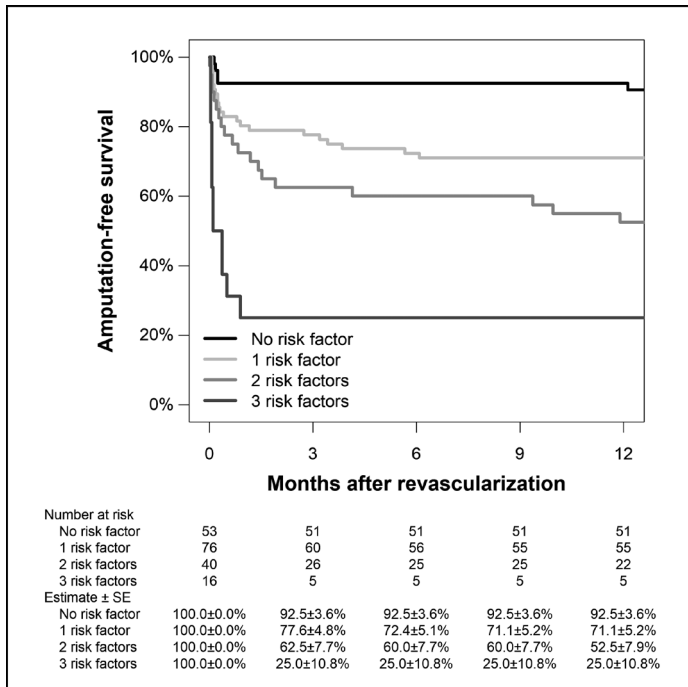 100%
80%
60%
40%
20%
0%
Amputation-free survival
No risk factor
1 risk factor
2 risk factors
3 risk factors
0 3 6 9 12
Months after revascularization
Number at risk
No risk factor 53 51 51 51 51
1 risk factor 76 60 56 55 55
2 risk factors 40 26 25 25 22
3 risk factors 16 5 5 5 5
Estimate ± SE
No risk factor 100.0±0.0% 92.5±3.6% 92.5±3.6% 92.5±3.6% 92.5±3.6%
1 risk factor 100.0±0.0% 77.6±4.8% 72.4±5.1% 71.1±5.2% 71.1±5.2%
2 risk factors 100.0±0.0% 62.5±7.7% 60.0±7.7% 60.0±7.7% 52.5±7.9%
3 risk factors 100.0±0.0% 25.0±10.8% 25.0±10.8% 25.0±10.8% 25.0±10.8%